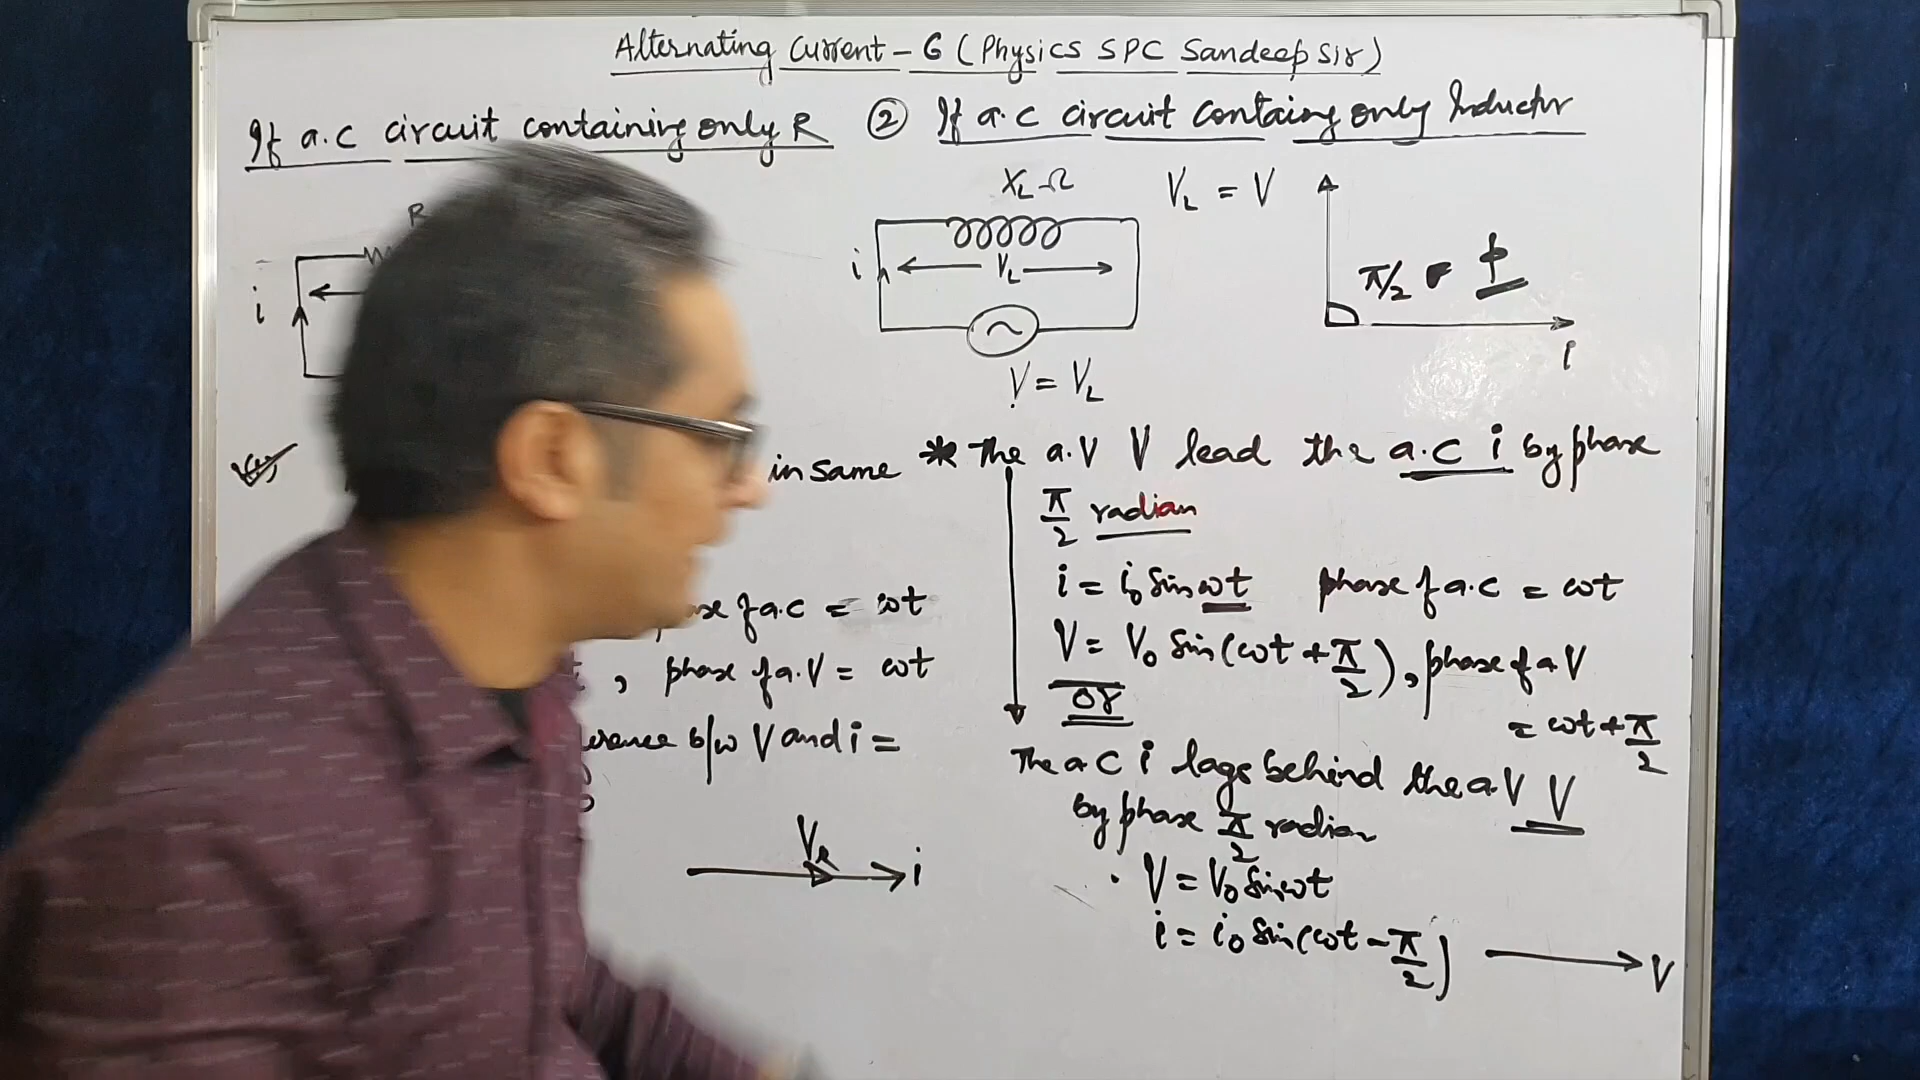 Alternating Current - 6 (Physics SPC Sandeep Sir)
If a.c circuit containing only R
R
i
in same
phase of a.c = ωt
, phase of a.V = ωt
b/w V and i =
V_R
i
② If a.c circuit containg only Inductor
X_L Ω
V_L = V
i
V_L
π/2
i
V = V_L
* The a.V V lead the a.c i by phase
π/2 radian
i = i₀ Sin ωt phase of a.c = ωt
V = V₀ Sin (ωt + π/2), phase of a V
= ωt + π/2
or
The a C i lags behind the a.V V
by phase π/2 radian
V = V₀ Sin ωt
i = i₀ Sin (ωt - π/2)
V